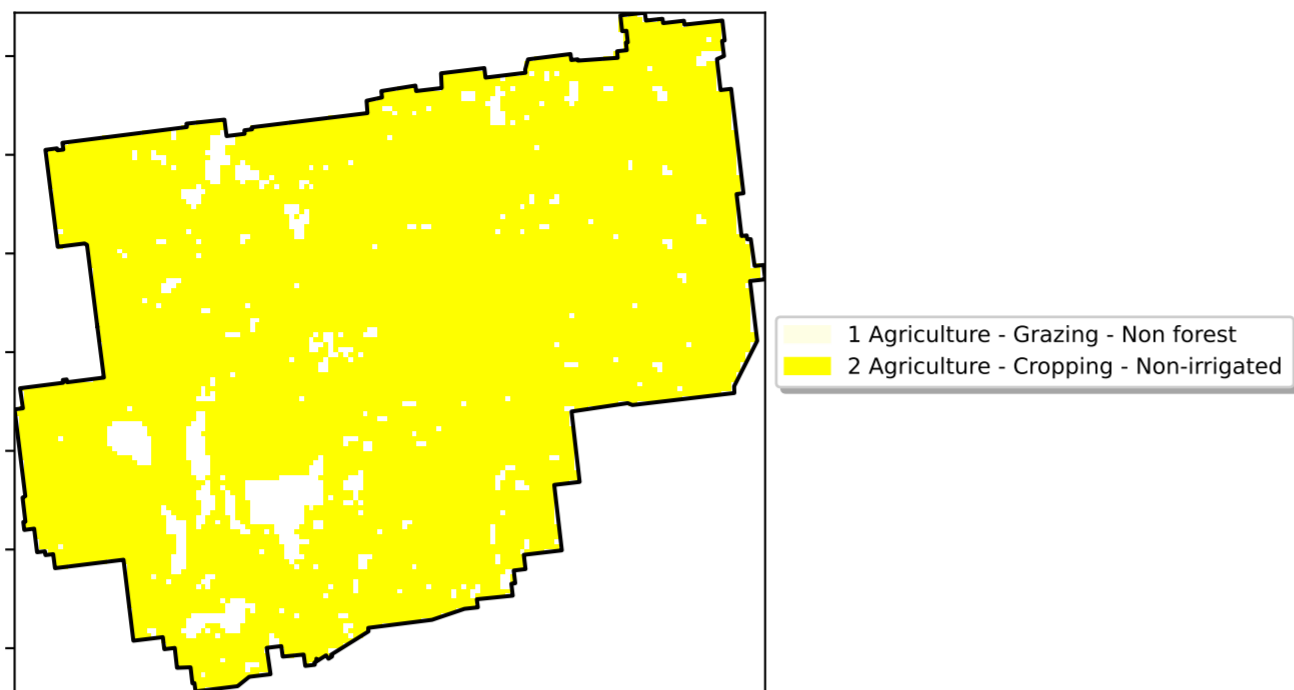 1 Agriculture - Grazing - Non forest
2 Agriculture - Cropping - Non-irrigated